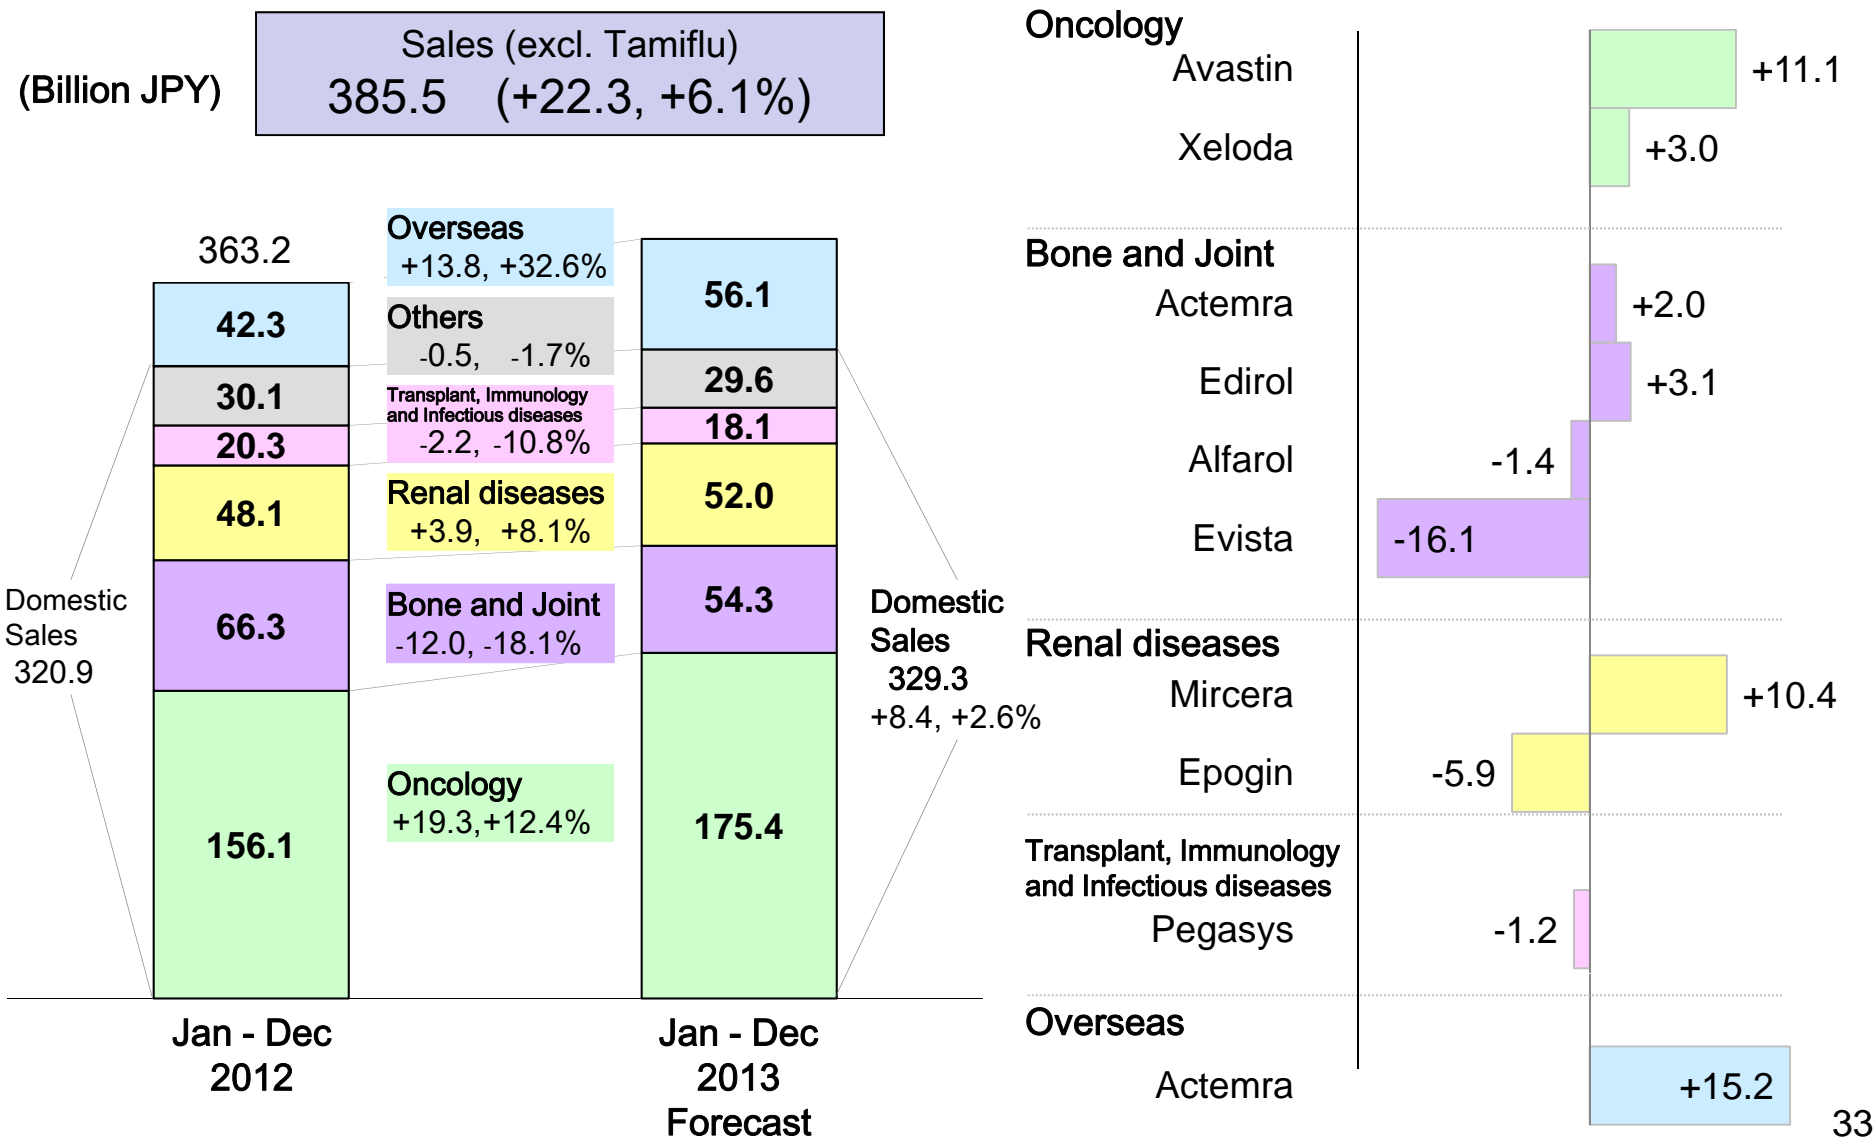 (Billion JPY)
Sales (excl. Tamiflu)
385.5 (+22.3, +6.1%)
363.2
42.3
30.1
20.3
48.1
66.3
156.1
Domestic
Sales
320.9
Overseas
+13.8, +32.6%
Others
-0.5, -1.7%
Transplant, Immunology
and Infectious diseases
-2.2, -10.8%
Renal diseases
+3.9, +8.1%
Bone and Joint
-12.0, -18.1%
Oncology
+19.3,+12.4%
56.1
29.6
18.1
52.0
54.3
175.4
Domestic
Sales
329.3
+8.4, +2.6%
Jan - Dec
2012
Jan - Dec
2013
Forecast
Oncology
Avastin +11.1
Xeloda +3.0
Bone and Joint
Actemra +2.0
Edirol +3.1
Alfarol -1.4
Evista -16.1
Renal diseases
Mircera +10.4
Epogin -5.9
Transplant, Immunology
and Infectious diseases
Pegasys -1.2
Overseas
Actemra +15.2
33